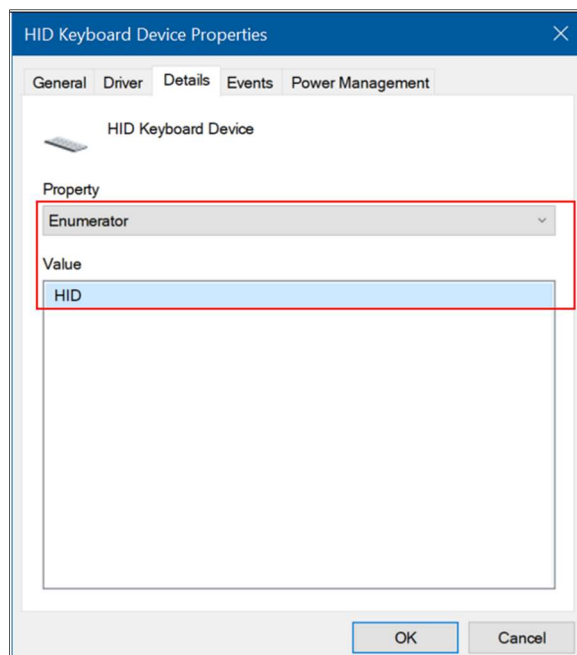 HID Keyboard Device Properties
General Driver Details Events Power Management
HID Keyboard Device
Property
Enumerator
Value
HID
OK Cancel